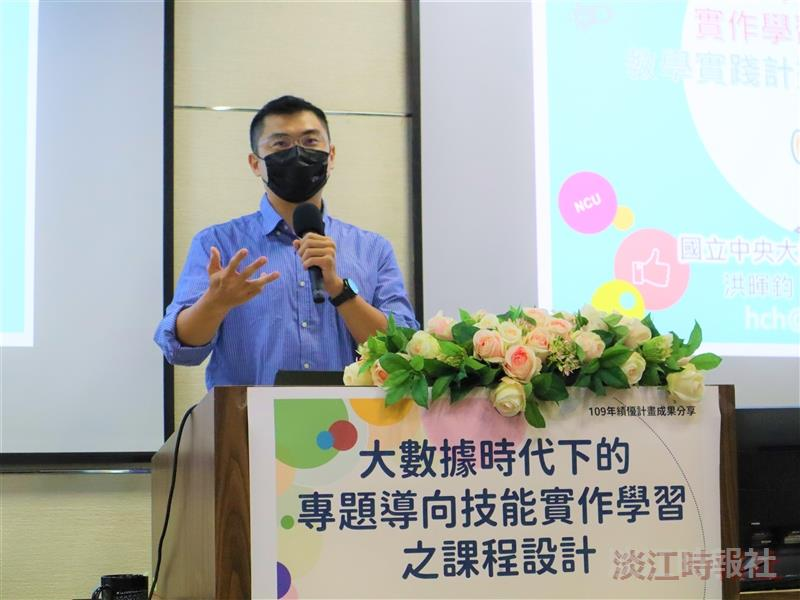 實作學習
教學實踐計
NCU
國立中央大
洪暉鈞
hch@
109年績優計畫成果分享
大數據時代下的
專題導向技能實作學習
之課程設計
淡江時報社